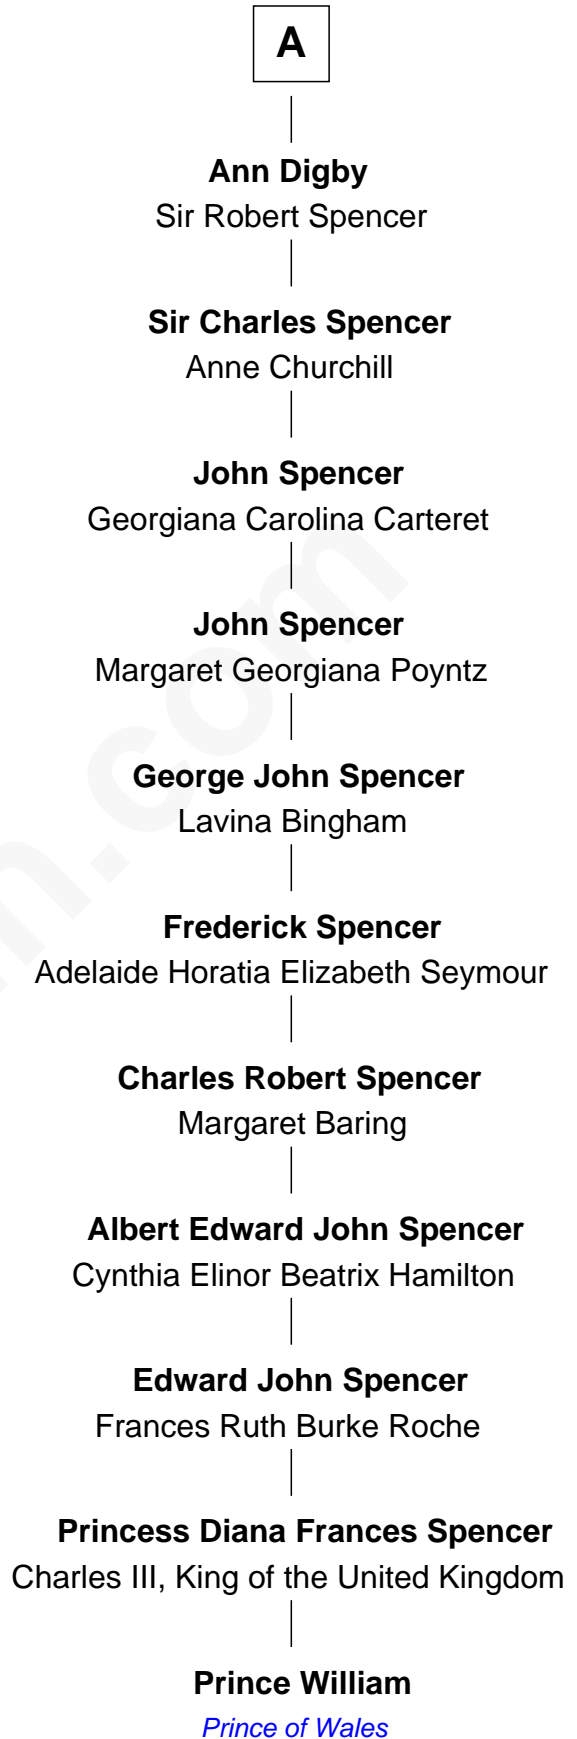 A
Ann Digby
Sir Robert Spencer
Sir Charles Spencer
Anne Churchill
John Spencer
Georgiana Carolina Carteret
John Spencer
Margaret Georgiana Poyntz
George John Spencer
Lavina Bingham
Frederick Spencer
Adelaide Horatia Elizabeth Seymour
Charles Robert Spencer
Margaret Baring
Albert Edward John Spencer
Cynthia Elinor Beatrix Hamilton
Edward John Spencer
Frances Ruth Burke Roche
Princess Diana Frances Spencer
Charles III, King of the United Kingdom
Prince William
Prince of Wales